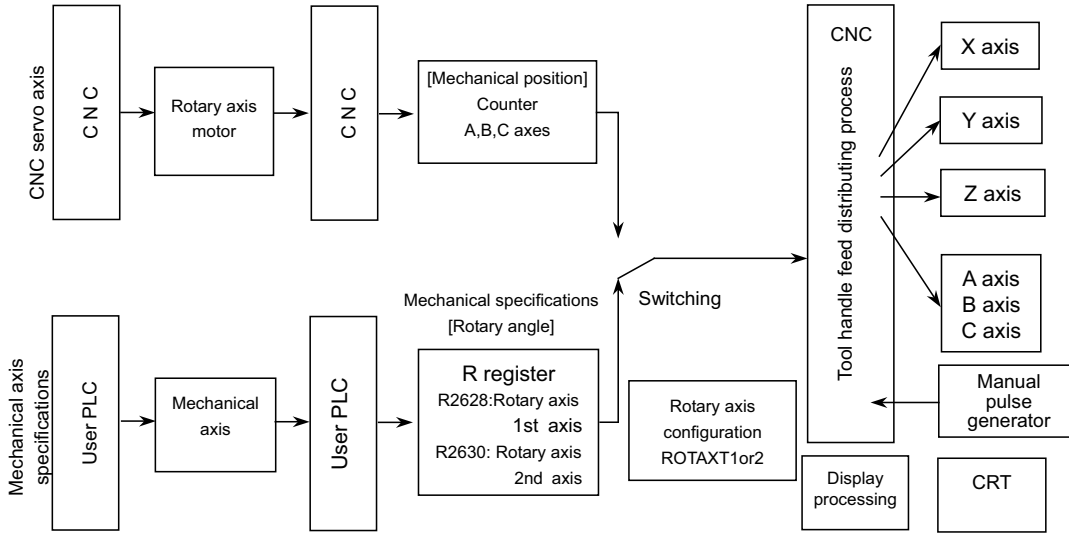 CNC servo axis
C N C
Rotary axis
motor
C N C
[Mechanical position]
Counter
A,B,C axes
CNC
Tool handle feed distributing process
X axis
Y axis
Z axis
A axis
B axis
C axis
Switching
Mechanical specifications
[Rotary angle]
Mechanical axis
specifications
User PLC
Mechanical
axis
User PLC
R register
R2628:Rotary axis
1st axis
R2630: Rotary axis
2nd axis
Rotary axis
configuration
ROTAXT1or2
Manual
pulse
generator
Display
processing
CRT